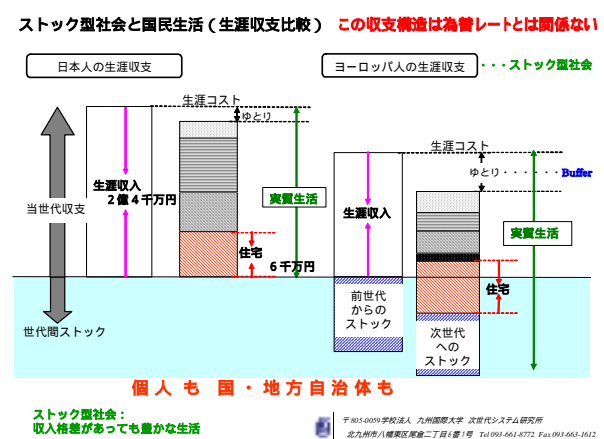 ストック型社会と国民生活(生涯収支比較) この収支構造は為替レートとは関係ない
日本人の生涯収支
ヨーロッパ人の生涯収支
・・・ストック型社会
生涯コスト
ゆとり
生涯収入
2億4千万円
当世代収支
実質生活
住宅
6千万円
世代間ストック
生涯コスト
ゆとり・・・・・・Buffer
生涯収入
実質生活
住宅
前世代
からの
ストック
次世代
への
ストック
個人も 国・地方自治体も
ストック型社会:
収入格差があっても豊かな生活
〒805-0059学校法人 九州国際大学 次世代システム研究所
北九州市八幡東区尾倉二丁目6番1号 Tel 093-661-8772 Fax 093-663-1612